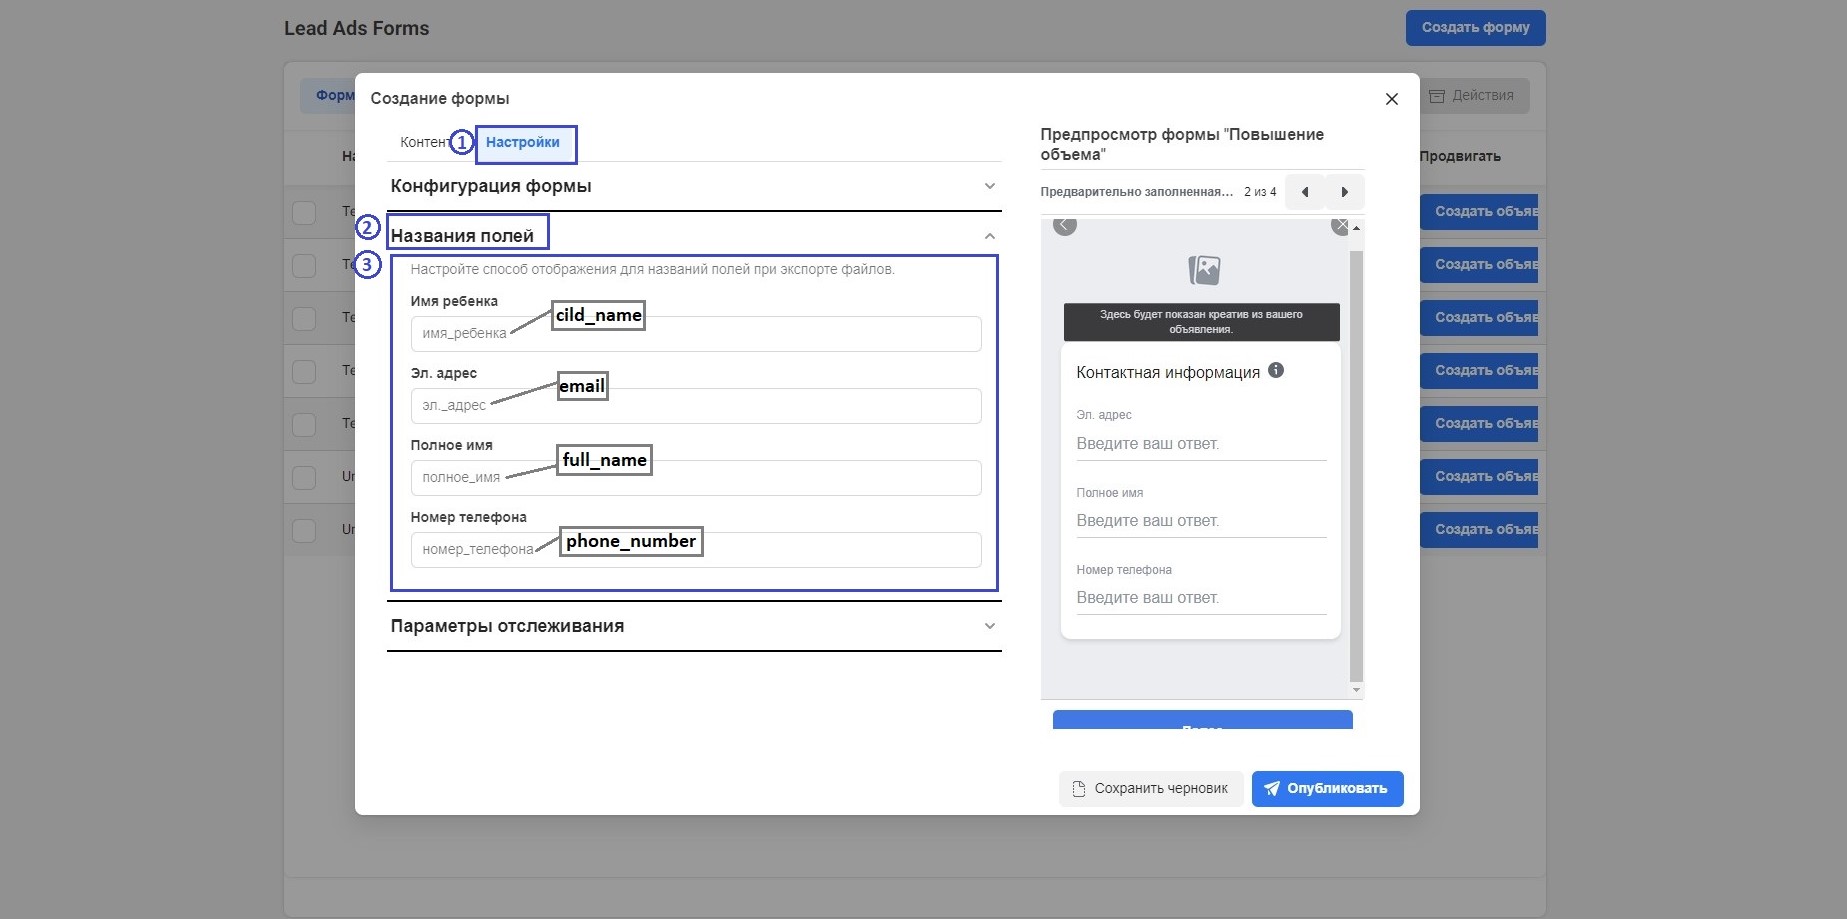 Lead Ads Forms
Создать форму
Форм
Действия
Создание формы
Контент
1
Настройки
Предпросмотр формы "Повышение
объема"
На
Продвигать
Конфигурация формы
Предварительно заполненная...
2 из 4
Те
Создать объяв
2
Названия полей
3
Те
Создать объяв
Настройте способ отображения для названий полей при экспорте файлов.
Имя ребенка
cild_name
имя_ребенка
Здесь будет показан креатив из вашего
объявления.
Те
Создать объяв
Эл. адрес
email
эл._адрес
Контактная информация
Те
Создать объяв
Эл. адрес
Введите ваш ответ.
Те
Создать объяв
Полное имя
full_name
полное_имя
Полное имя
Введите ваш ответ.
Un
Создать объяв
Номер телефона
phone_number
номер_телефона
Номер телефона
Введите ваш ответ.
Un
Создать объяв
Параметры отслеживания
Сохранить черновик
Опубликовать